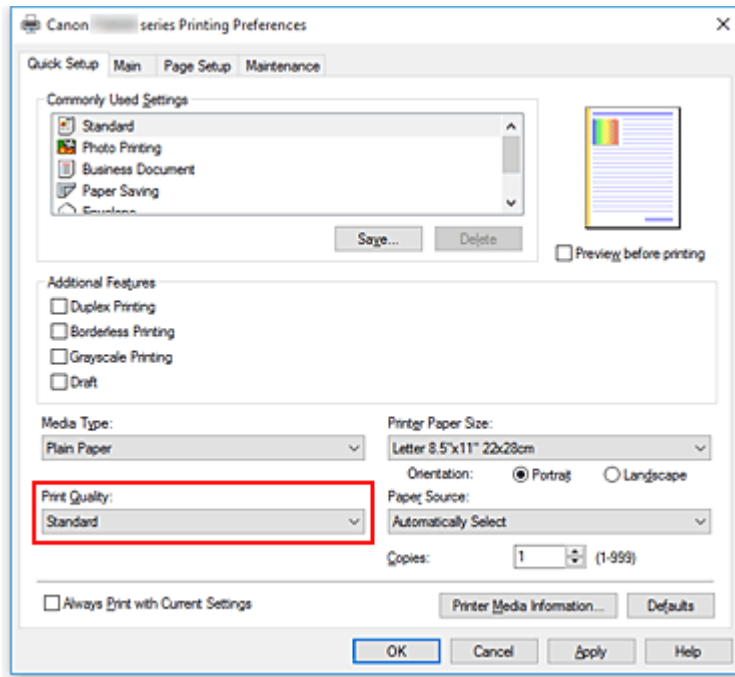 Canon series Printing Preferences
Quick Setup Main Page Setup Maintenance
Commonly Used Settings
Standard
Photo Printing
Business Document
Paper Saving
Envelope
Save... Delete
Preview before printing
Additional Features
Duplex Printing
Borderless Printing
Grayscale Printing
Draft
Media Type: Printer Paper Size:
Plain Paper Letter 8.5"x11" 22x28cm
Orientation: Portrait Landscape
Print Quality: Paper Source:
Standard Automatically Select
Copies: 1 (1-999)
Always Print with Current Settings Printer Media Information... Defaults
OK Cancel Apply Help